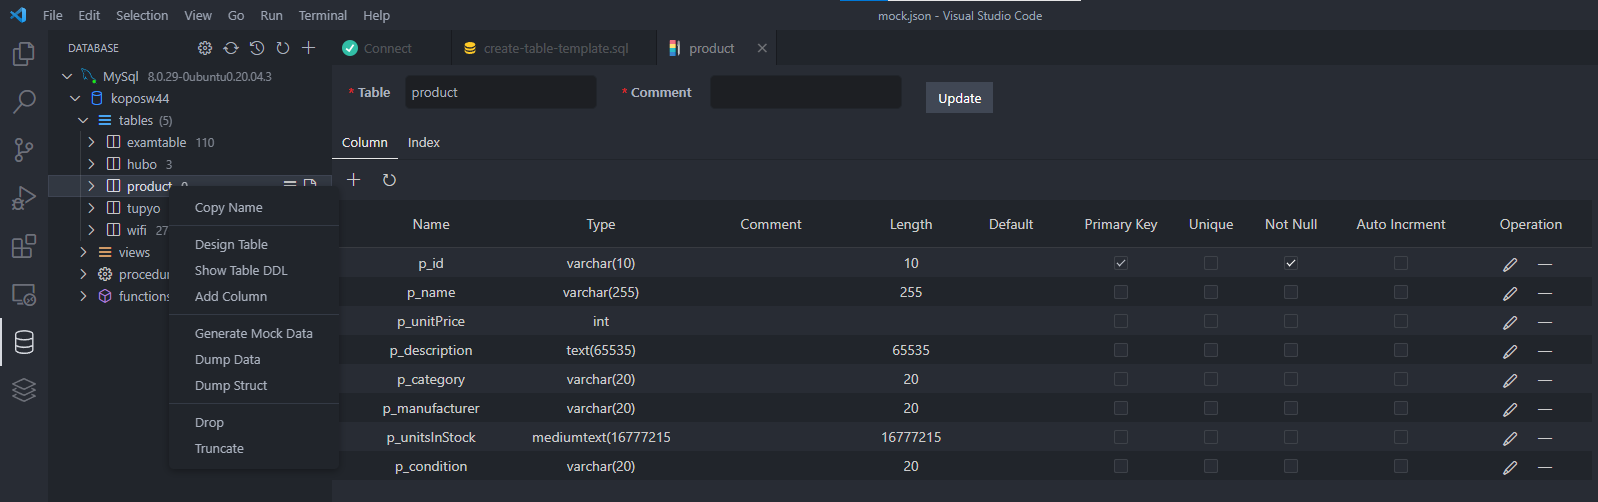 File Edit Selection View Go Run Terminal Help mock.json - Visual Studio Code
DATABASE
Connect create-table-template.sql product
MySql 8.0.29-0ubuntu0.20.04.3
koposw44
tables (5)
examtable 110
hubo 3
product
tupyo
wifi 27
views
procedur
functions
Copy Name
Design Table
Show Table DDL
Add Column
Generate Mock Data
Dump Data
Dump Struct
Drop
Truncate
* Table product * Comment Update
Column Index
Name Type Comment Length Default Primary Key Unique Not Null Auto Incrment Operation
p_id varchar(10) 10
p_name varchar(255) 255
p_unitPrice int
p_description text(65535) 65535
p_category varchar(20) 20
p_manufacturer varchar(20) 20
p_unitsInStock mediumtext(16777215 16777215
p_condition varchar(20) 20